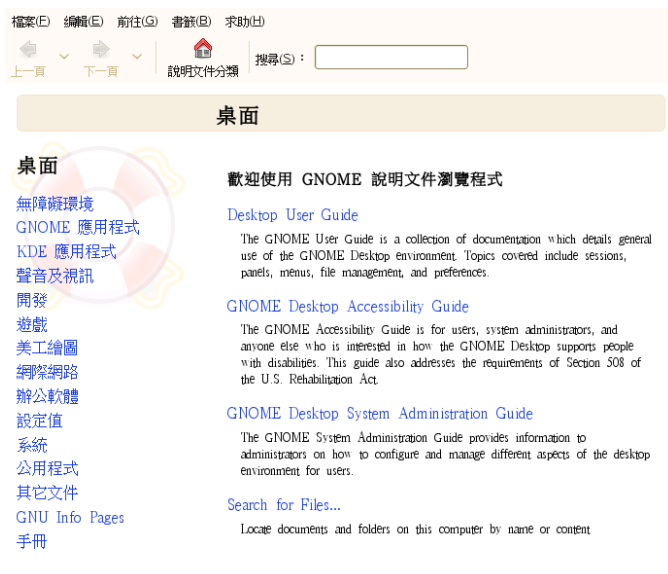 檔案(F) 編輯(E) 前往(G) 書籤(B) 求助(H)
上一頁 下一頁 說明文件分類 搜尋(S)：
桌面
桌面
無障礙環境
GNOME 應用程式
KDE 應用程式
聲音及視訊
開發
遊戲
美工繪圖
網際網路
辦公軟體
設定值
系統
公用程式
其它文件
GNU Info Pages
手冊
歡迎使用 GNOME 說明文件瀏覽程式
Desktop User Guide
The GNOME User Guide is a collection of documentation which details general
use of the GNOME Desktop environment. Topics covered include sessions,
panels, menus, file management, and preferences.
GNOME Desktop Accessibility Guide
The GNOME Accessibility Guide is for users, system administrators, and
anyone else who is interested in how the GNOME Desktop supports people
with disabilities. This guide also addresses the requirements of Section 508 of
the U.S. Rehabilitation Act.
GNOME Desktop System Administration Guide
The GNOME System Administration Guide provides information to
administrators on how to configure and manage different aspects of the desktop
environment for users.
Search for Files...
Locate documents and folders on this computer by name or content